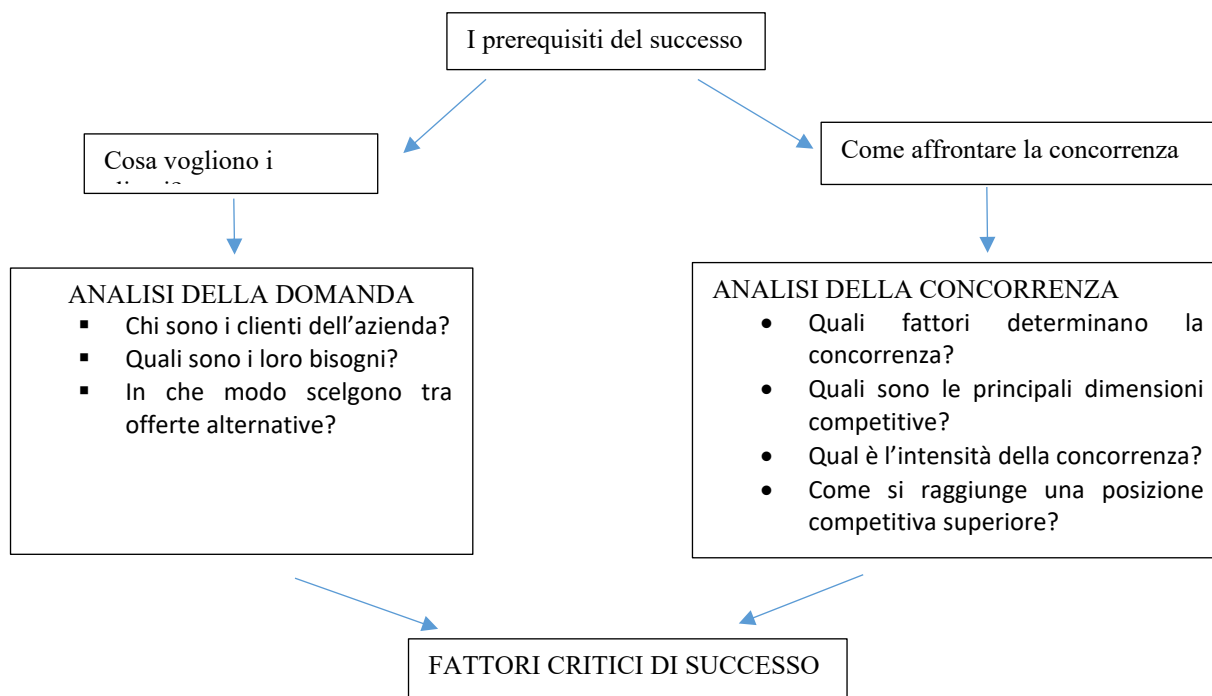 I prerequisiti del successo
Cosa vogliono i
Come affrontare la concorrenza
ANALISI DELLA DOMANDA
▪ Chi sono i clienti dell’azienda?
▪ Quali sono i loro bisogni?
▪ In che modo scelgono tra
offerte alternative?
ANALISI DELLA CONCORRENZA
• Quali fattori determinano la
concorrenza?
• Quali sono le principali dimensioni
competitive?
• Qual è l’intensità della concorrenza?
• Come si raggiunge una posizione
competitiva superiore?
FATTORI CRITICI DI SUCCESSO